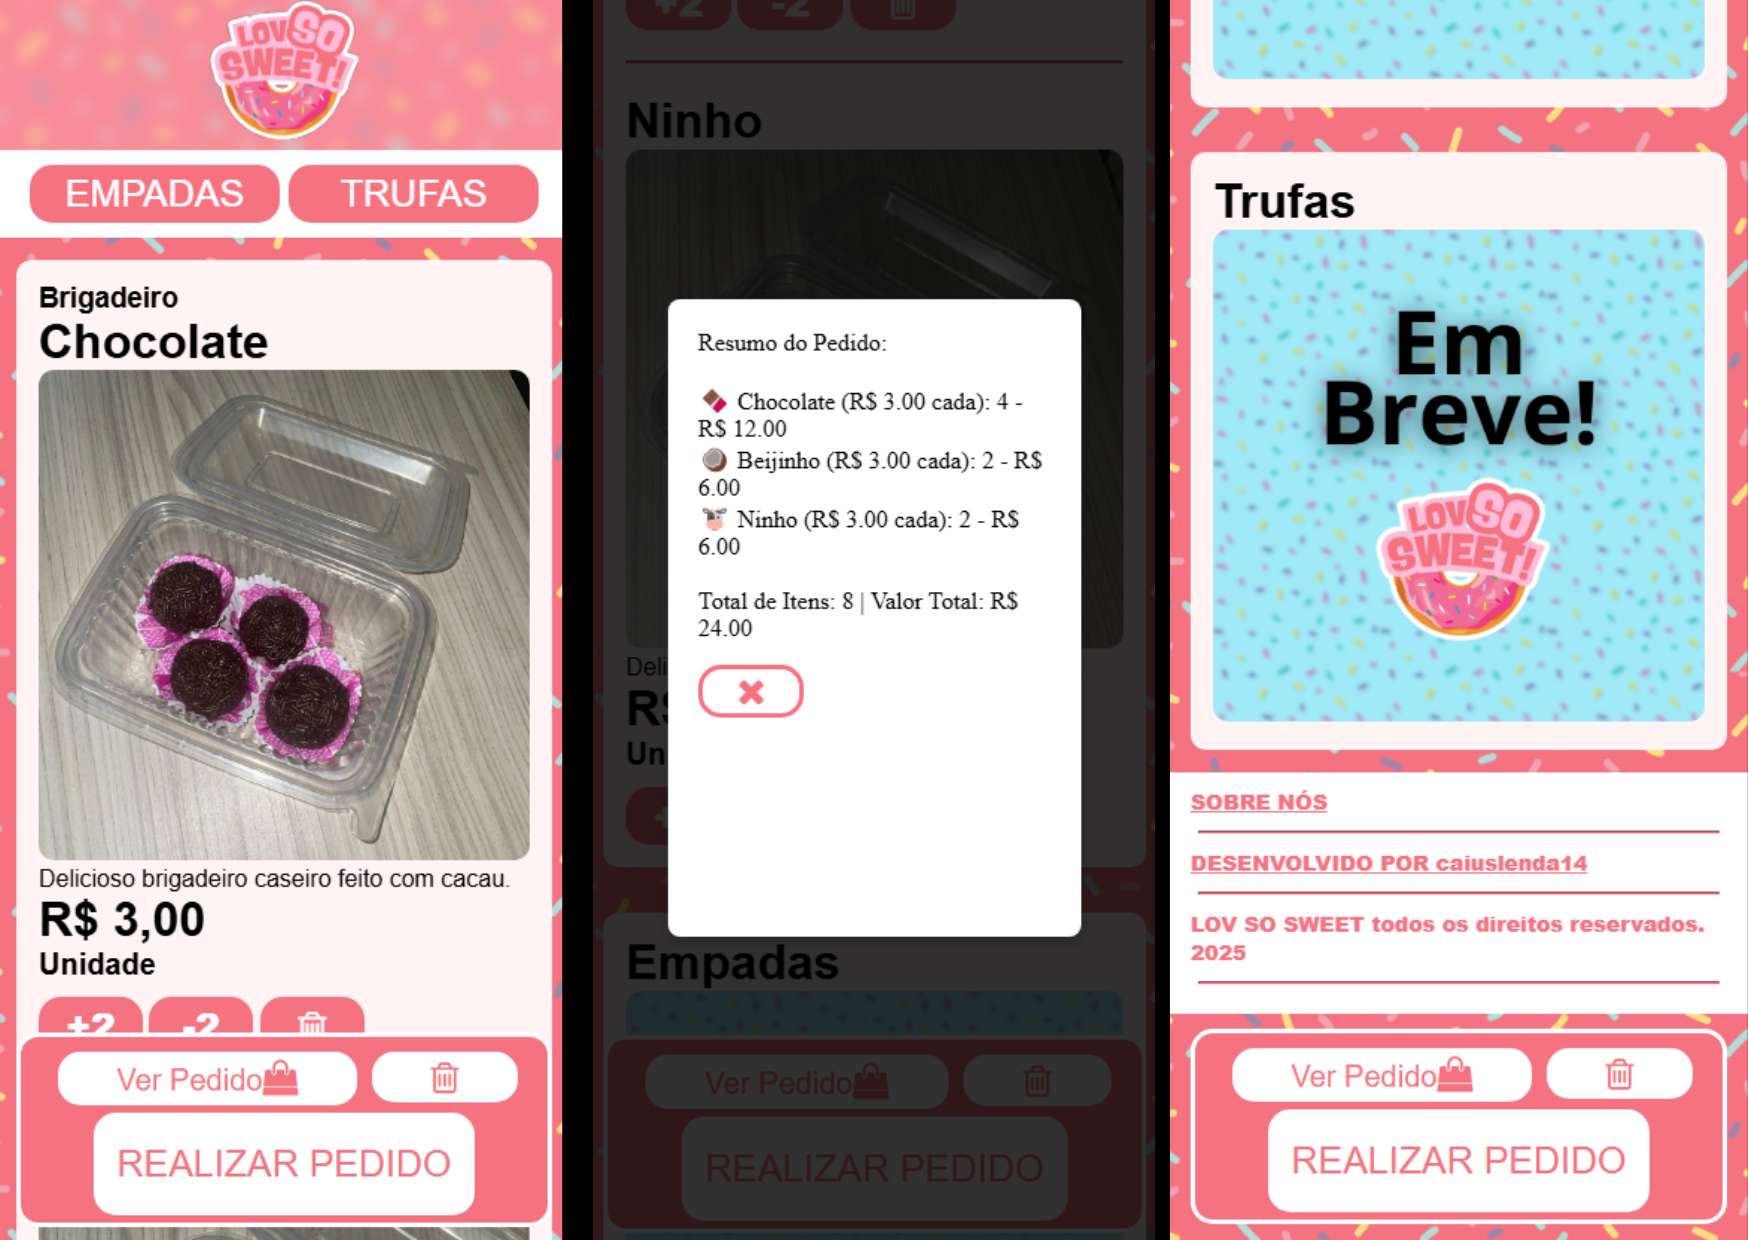 LOV SO
SWEET!
EMPADAS
TRUFAS
Brigadeiro
Chocolate
Delicioso brigadeiro caseiro feito com cacau.
R$ 3,00
Unidade
+2
-2
Ver Pedido
REALIZAR PEDIDO
+2
-2
Ninho
Resumo do Pedido:
🍫 Chocolate (R$ 3.00 cada): 4 -
R$ 12.00
🥥 Beijinho (R$ 3.00 cada): 2 - R$
6.00
🐮 Ninho (R$ 3.00 cada): 2 - R$
6.00
Total de Itens: 8 | Valor Total: R$
24.00
Deli
R$
Un
Empadas
Ver Pedido
REALIZAR PEDIDO
Trufas
Em
Breve!
LOV SO
SWEET!
SOBRE NÓS
DESENVOLVIDO POR caiuslenda14
LOV SO SWEET todos os direitos reservados.
2025
Ver Pedido
REALIZAR PEDIDO